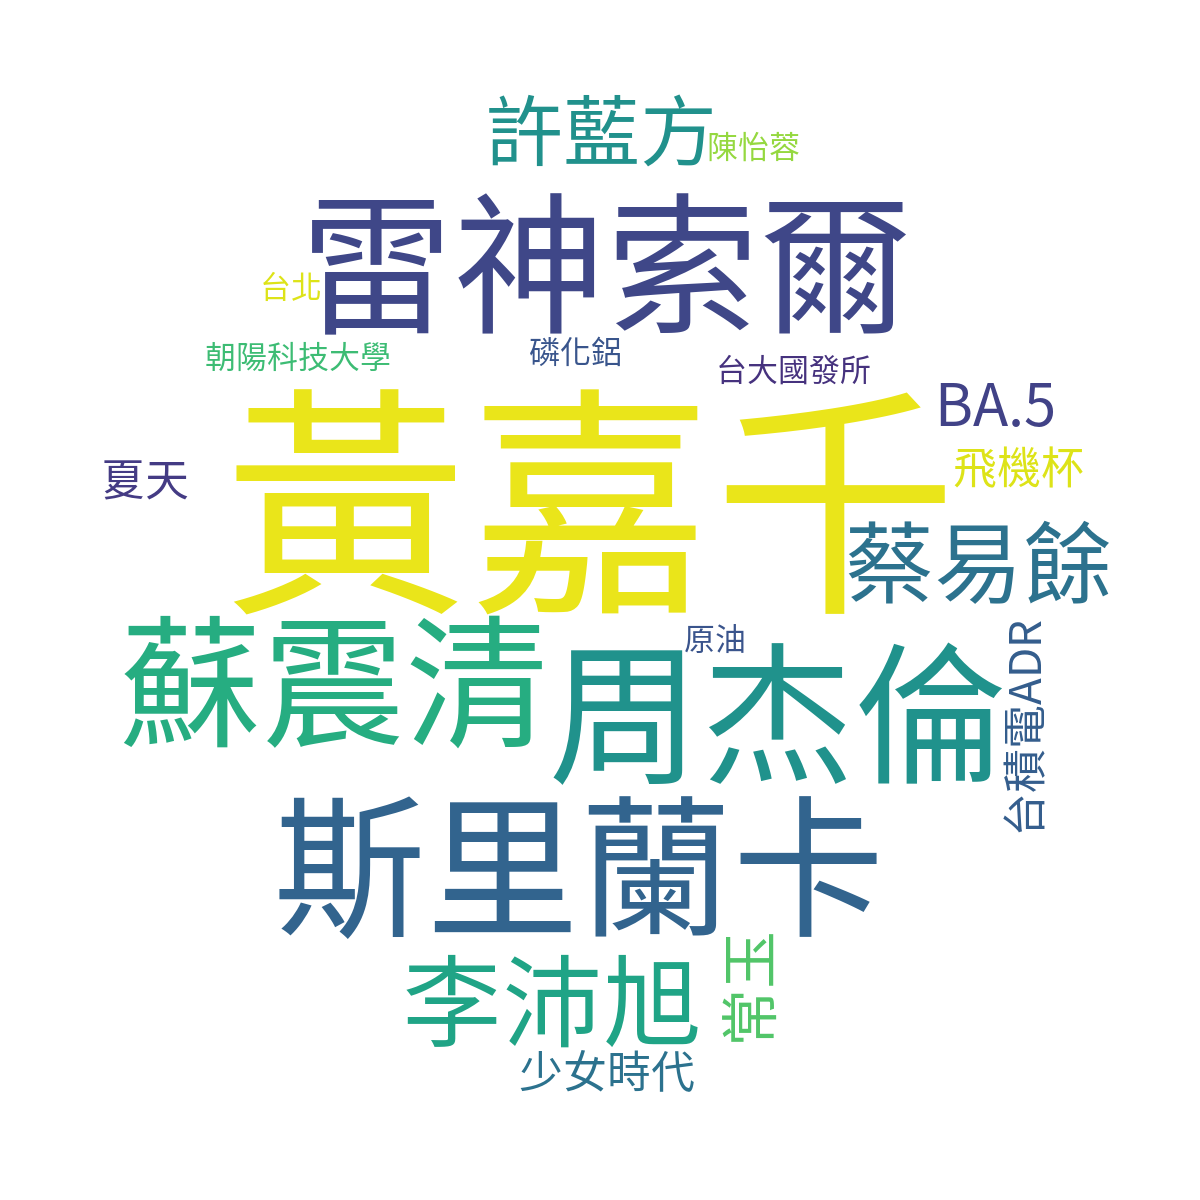 許藍方
陳怡蓉
雷神索爾
台北
朝陽科技大學
磷化鋁
台大國發所
黃嘉千
BA.5
飛機杯
夏天
蔡易餘
蘇震清
原油
周杰倫
台積電ADR
斯里蘭卡
李沛旭
常玉
少女時代